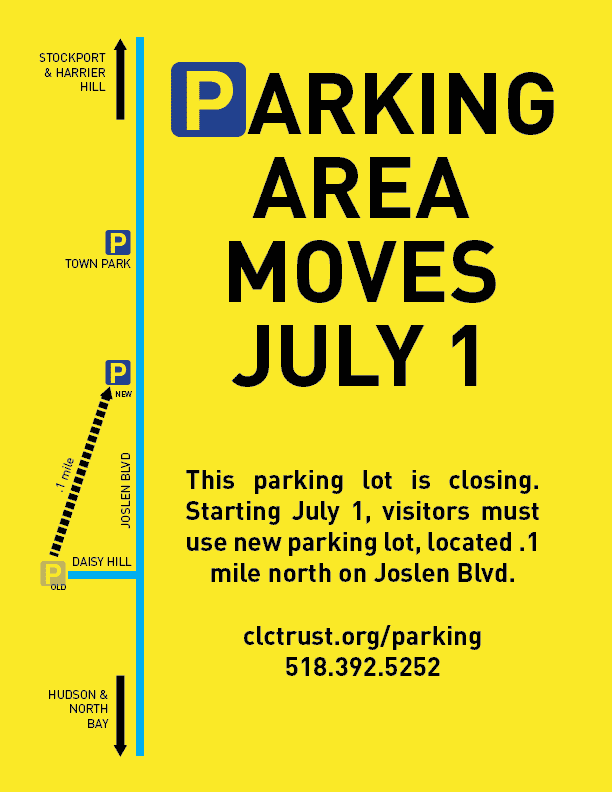 STOCKPORT
& HARRIER
HILL
PARKING
AREA
MOVES
JULY 1
P
TOWN PARK
P
NEW
.1 mile
JOSLEN BLVD
DAISY HILL
P
OLD
HUDSON &
NORTH
BAY
This parking lot is closing.
Starting July 1, visitors must
use new parking lot, located .1
mile north on Joslen Blvd.
clctrust.org/parking
518.392.5252